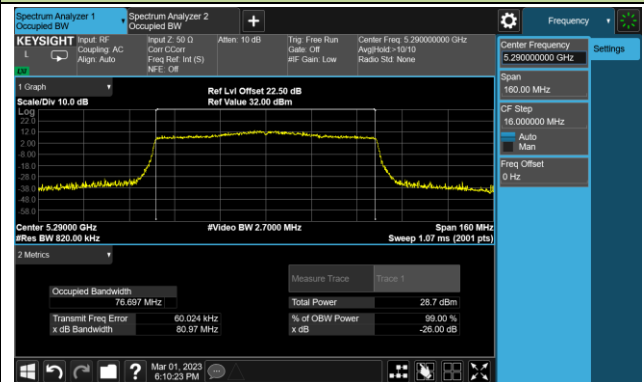 Spectrum Analyzer 1
Occupied BW
Spectrum Analyzer 2
Occupied BW
+
Frequency
KEYSIGHT
L
Input: RF
Coupling: AC
Align: Auto
Input Z: 50 Ω
Corr CCorr
Freq Ref: Int (S)
NFE: Off
Atten: 10 dB
Trig: Free Run
Gate: Off
#IF Gain: Low
Center Freq: 5.290000000 GHz
Avg|Hold:>10/10
Radio Std: None
Center Frequency
5.290000000 GHz
Settings
Span
160.00 MHz
CF Step
16.000000 MHz
Auto
Man
Freq Offset
0 Hz
1 Graph
Scale/Div 10.0 dB
Ref Lvl Offset 22.50 dB
Ref Value 32.00 dBm
Log
22.0
12.0
2.00
-8.00
-18.0
-28.0
-38.0
-48.0
-58.0
Center 5.29000 GHz
#Res BW 820.00 kHz
#Video BW 2.7000 MHz
Span 160 MHz
Sweep 1.07 ms (2001 pts)
2 Metrics
Measure Trace
Trace 1
Occupied Bandwidth
76.697 MHz
Total Power
28.7 dBm
Transmit Freq Error
60.024 kHz
% of OBW Power
99.00 %
x dB Bandwidth
80.97 MHz
x dB
-26.00 dB
?
Mar 01, 2023
6:10:23 PM